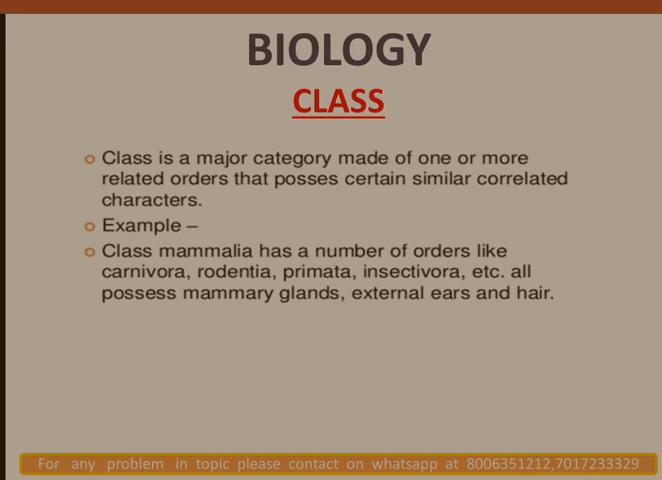 BIOLOGY
CLASS
Class is a major category made of one or more
related orders that posses certain similar correlated
characters.
Example –
Class mammalia has a number of orders like
carnivora, rodentia, primata, insectivora, etc. all
possess mammary glands, external ears and hair.
For any problem in topic please contact on whatsapp at 8006351212,7017233329